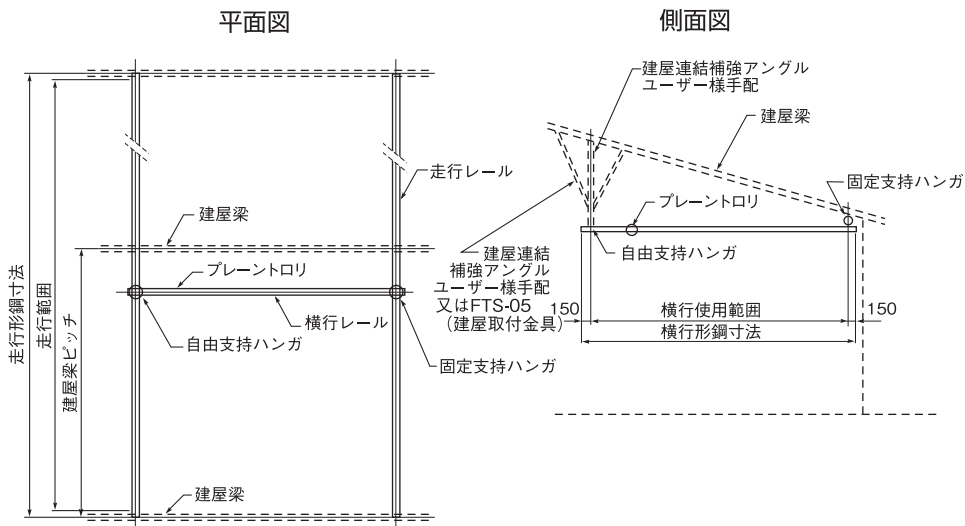 平面図
走行形鋼寸法
走行範囲
建屋梁ピッチ
建屋梁
走行レール
プレーントロリ
横行レール
自由支持ハンガ
固定支持ハンガ
建屋梁
側面図
建屋連結補強アングル
ユーザー様手配
建屋梁
固定支持ハンガ
プレーントロリ
自由支持ハンガ
建屋連結
補強アングル
ユーザー様手配
又はFTS-05
(建屋取付金具)
150
横行使用範囲
150
横行形鋼寸法